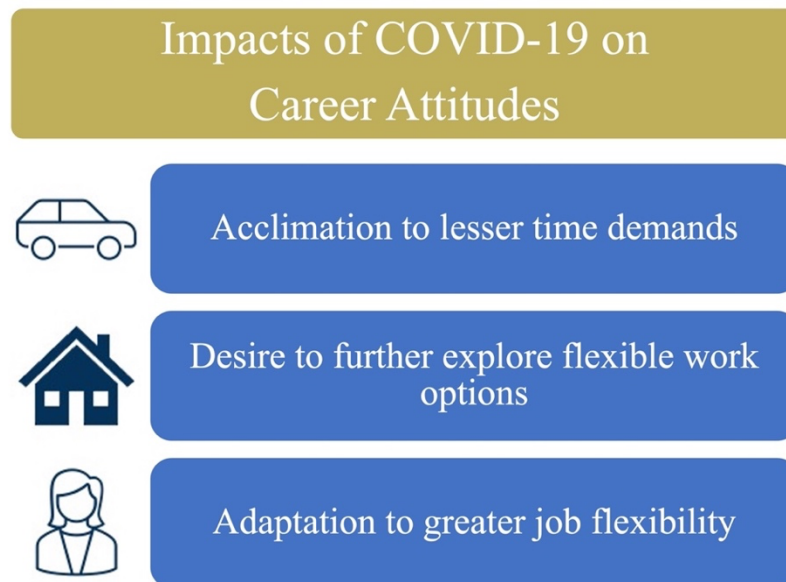 Impacts of COVID-19 on
Career Attitudes
Acclimation to lesser time demands
Desire to further explore flexible work
options
Adaptation to greater job flexibility